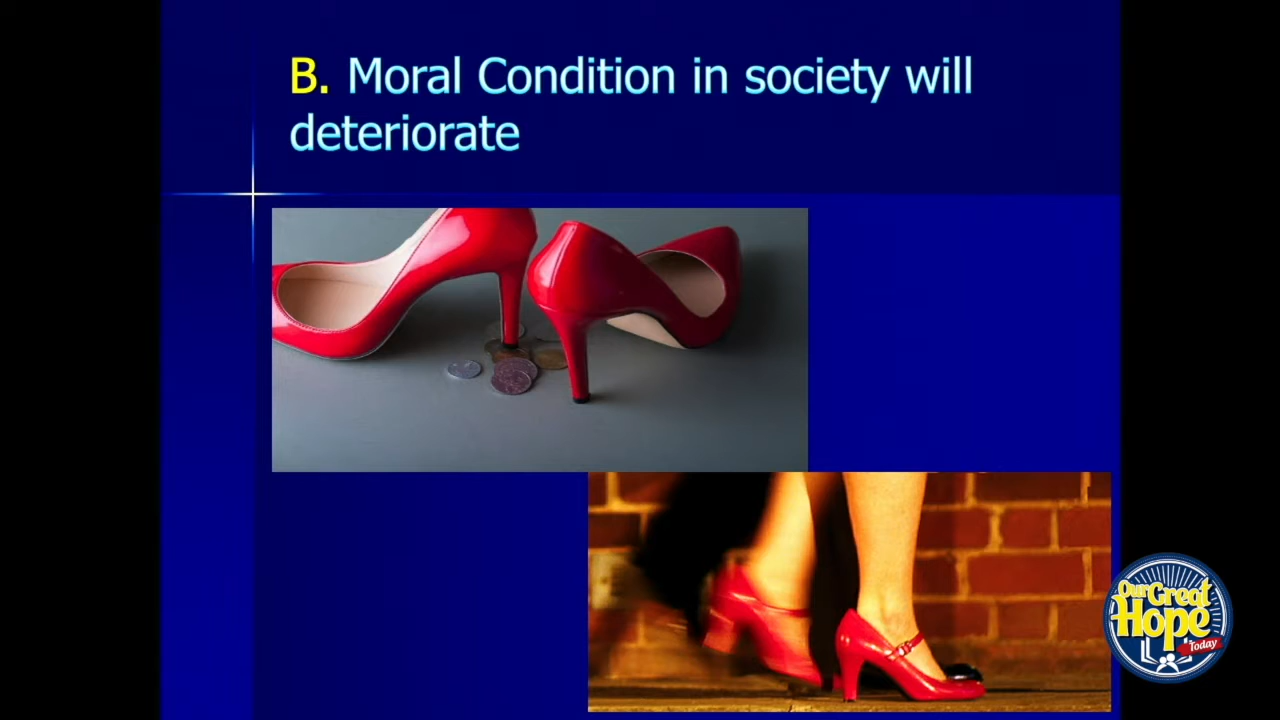 B. Moral Condition in society will
deteriorate
Our Great
Hope
Today